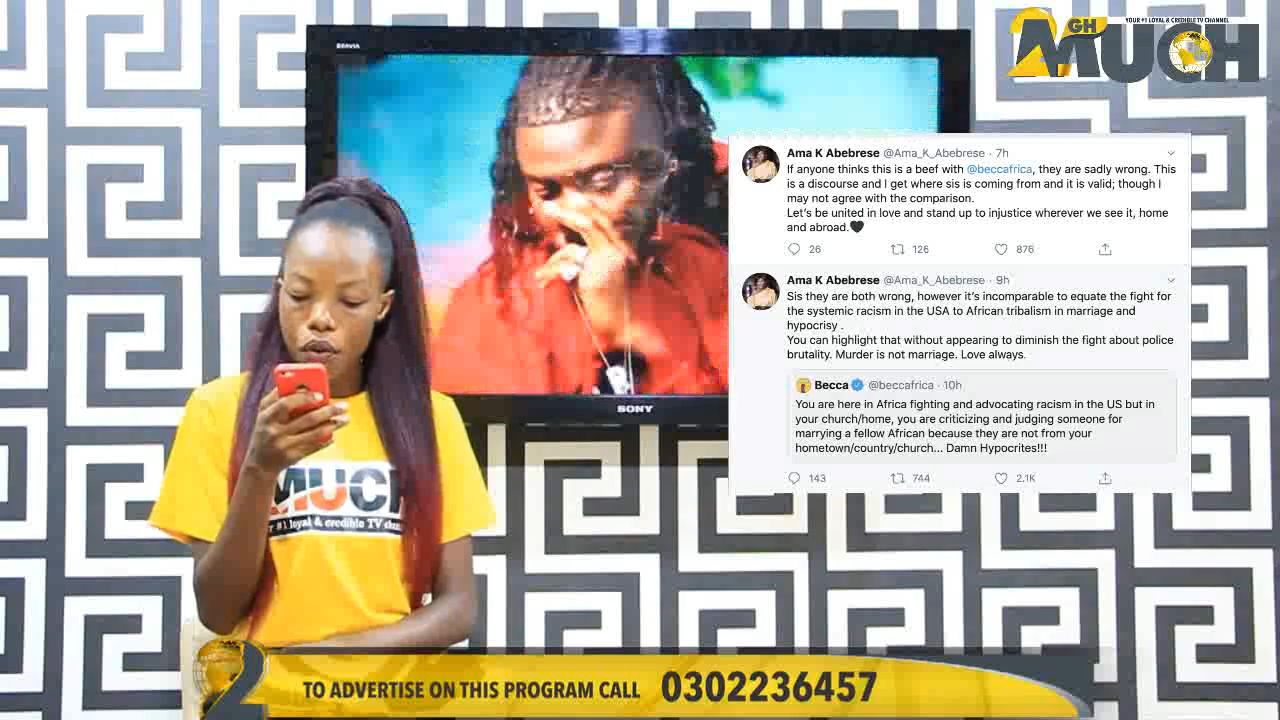 YOUR #1 LOYAL & CREDIBLE TV CHANNEL
2 GH
MUCH
BRAVIA
SONY
Ama K Abebrese @Ama_K_Abebrese · 7h
If anyone thinks this is a beef with @beccafrica, they are sadly wrong. This
is a discourse and I get where sis is coming from and it is valid; though I
may not agree with the comparison.
Let's be united in love and stand up to injustice wherever we see it, home
and abroad.🖤
26 126 876
Ama K Abebrese @Ama_K_Abebrese · 9h
Sis they are both wrong, however it's incomparable to equate the fight for
the systemic racism in the USA to African tribalism in marriage and
hypocrisy .
You can highlight that without appearing to diminish the fight about police
brutality. Murder is not marriage. Love always.
Becca @beccafrica · 10h
You are here in Africa fighting and advocating racism in the US but in
your church/home, you are criticizing and judging someone for
marrying a fellow African because they are not from your
hometown/country/church... Damn Hypocrites!!!
143 744 2.1K
MUCH
#1 loyal & credible TV
2
TO ADVERTISE ON THIS PROGRAM CALL 0302236457